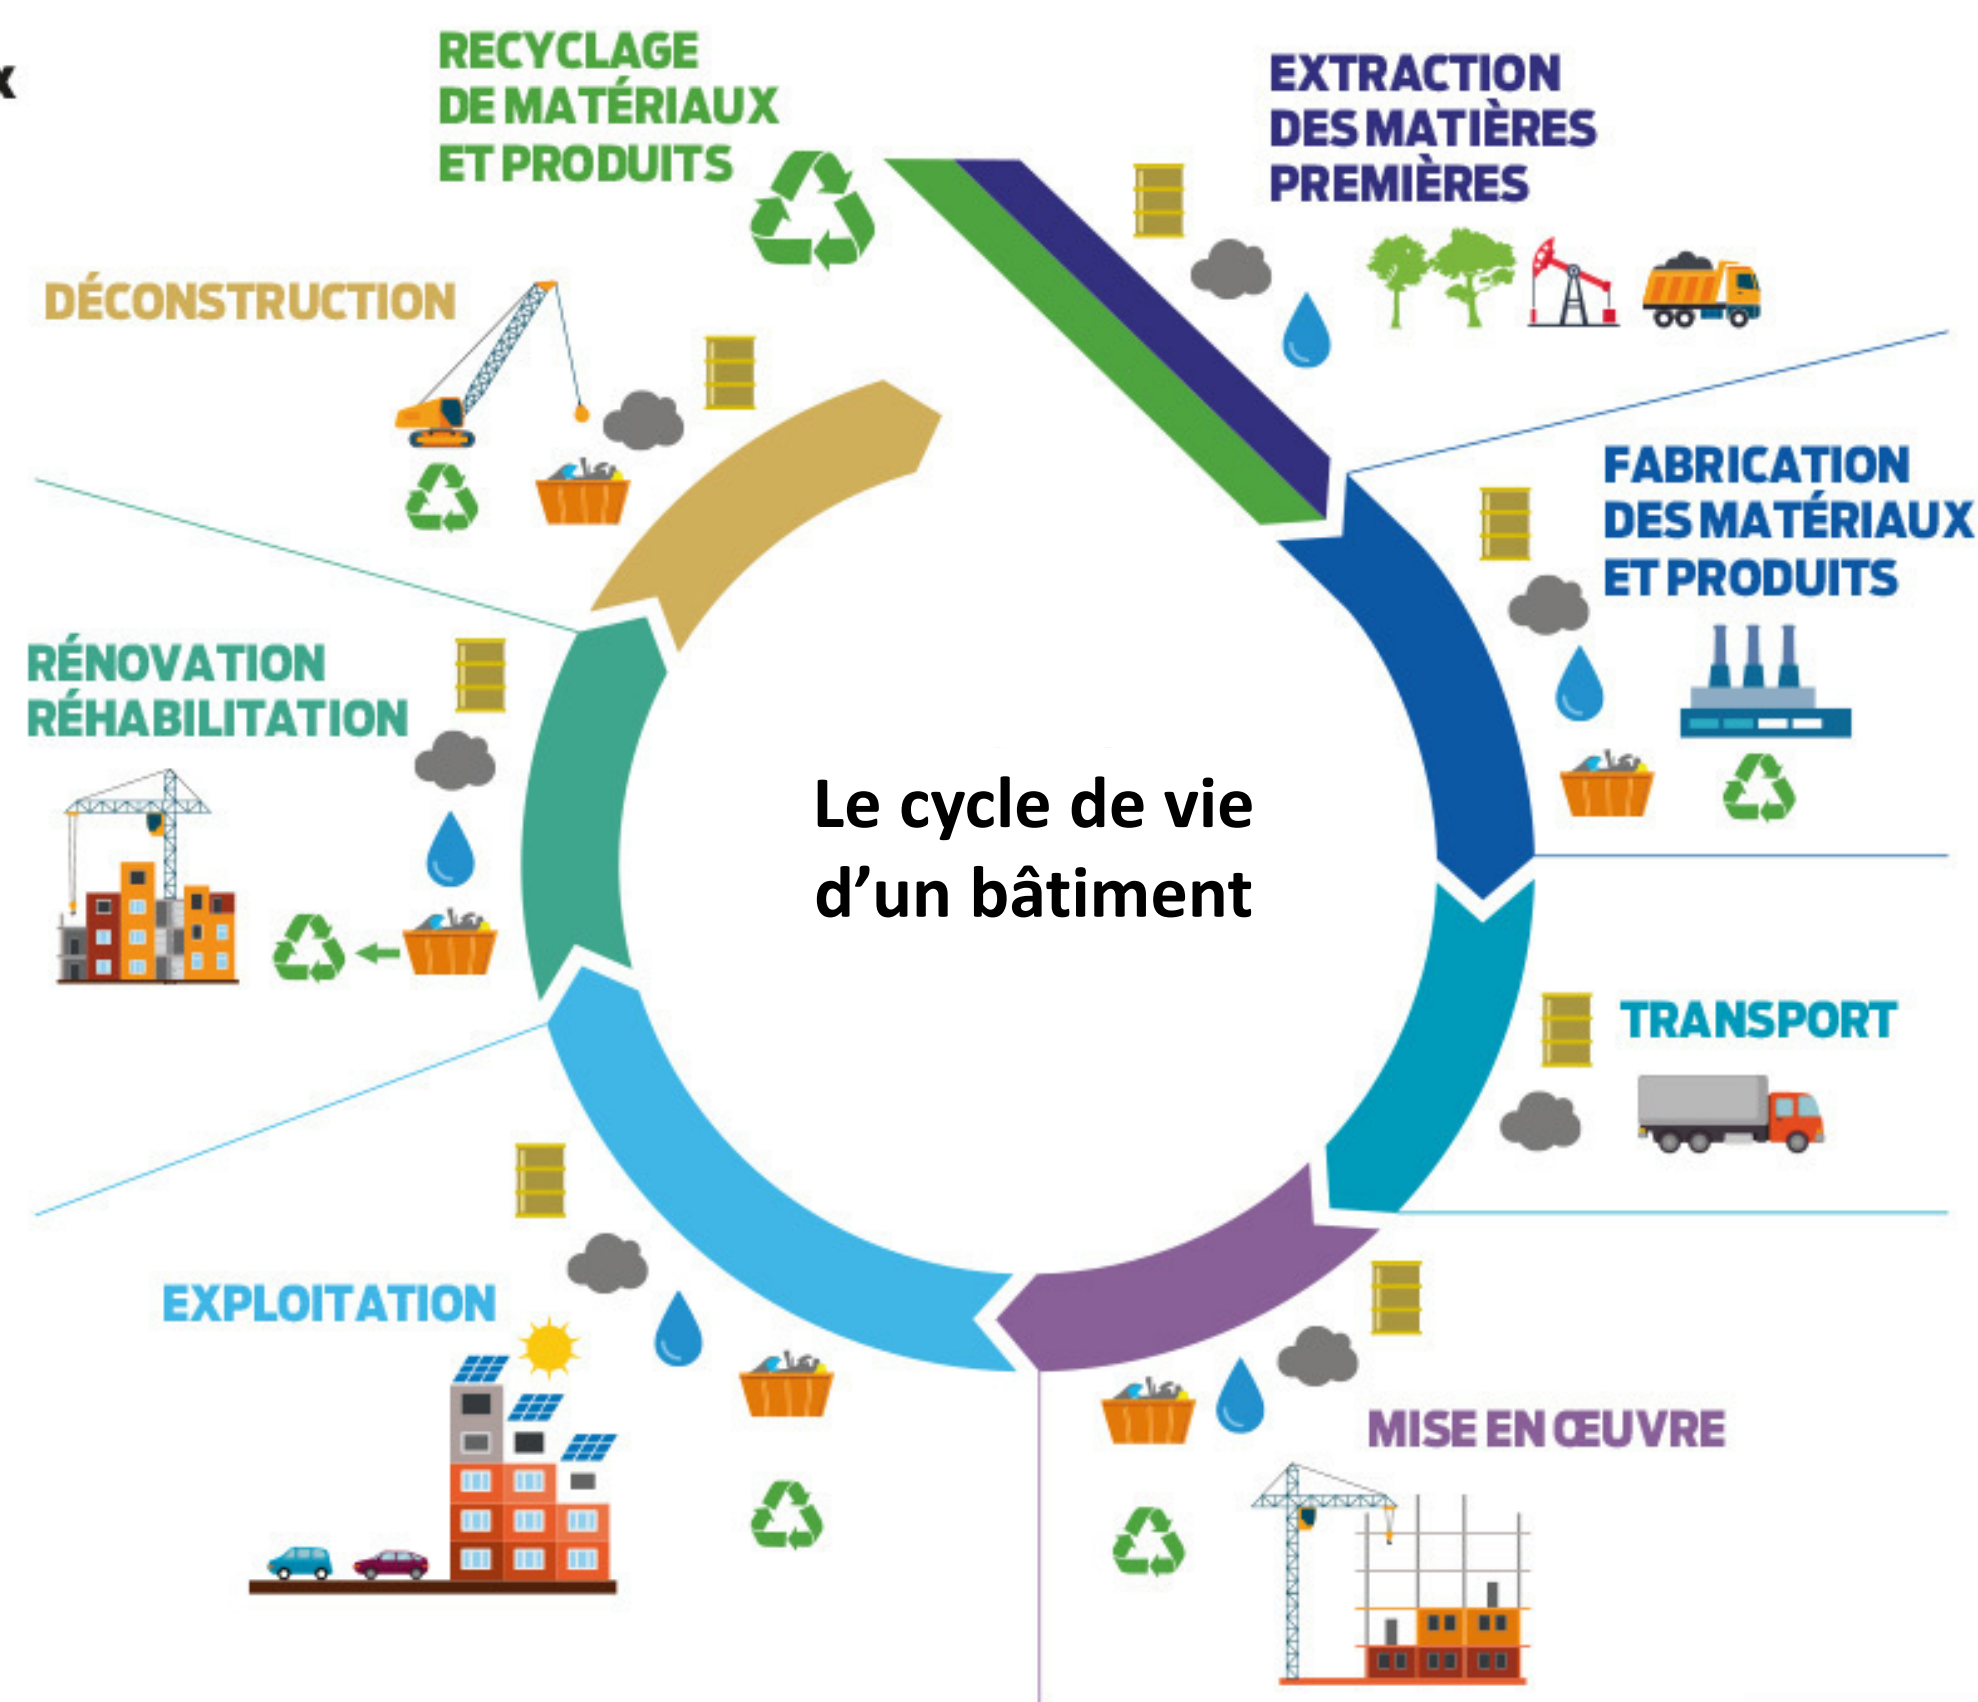 x
RECYCLAGE
DE MATÉRIAUX
ET PRODUITS
EXTRACTION
DES MATIÈRES
PREMIÈRES
DÉCONSTRUCTION
FABRICATION
DES MATÉRIAUX
ET PRODUITS
RÉNOVATION
RÉHABILITATION
Le cycle de vie
d’un bâtiment
TRANSPORT
EXPLOITATION
MISE EN ŒUVRE